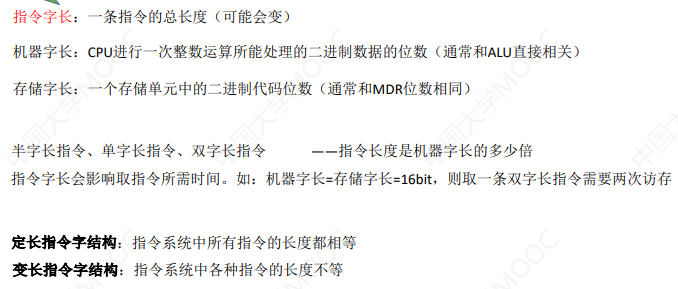 指令字长：一条指令的总长度（可能会变）
机器字长：CPU进行一次整数运算所能处理的二进制数据的位数（通常和ALU直接相关）
存储字长：一个存储单元中的二进制代码位数（通常和MDR位数相同）
半字长指令、单字长指令、双字长指令 ——指令长度是机器字长的多少倍
指令字长会影响取指令所需时间。如：机器字长=存储字长=16bit，则取一条双字长指令需要两次访存
定长指令字结构：指令系统中所有指令的长度都相等
变长指令字结构：指令系统中各种指令的长度不等
中国大学MOOC